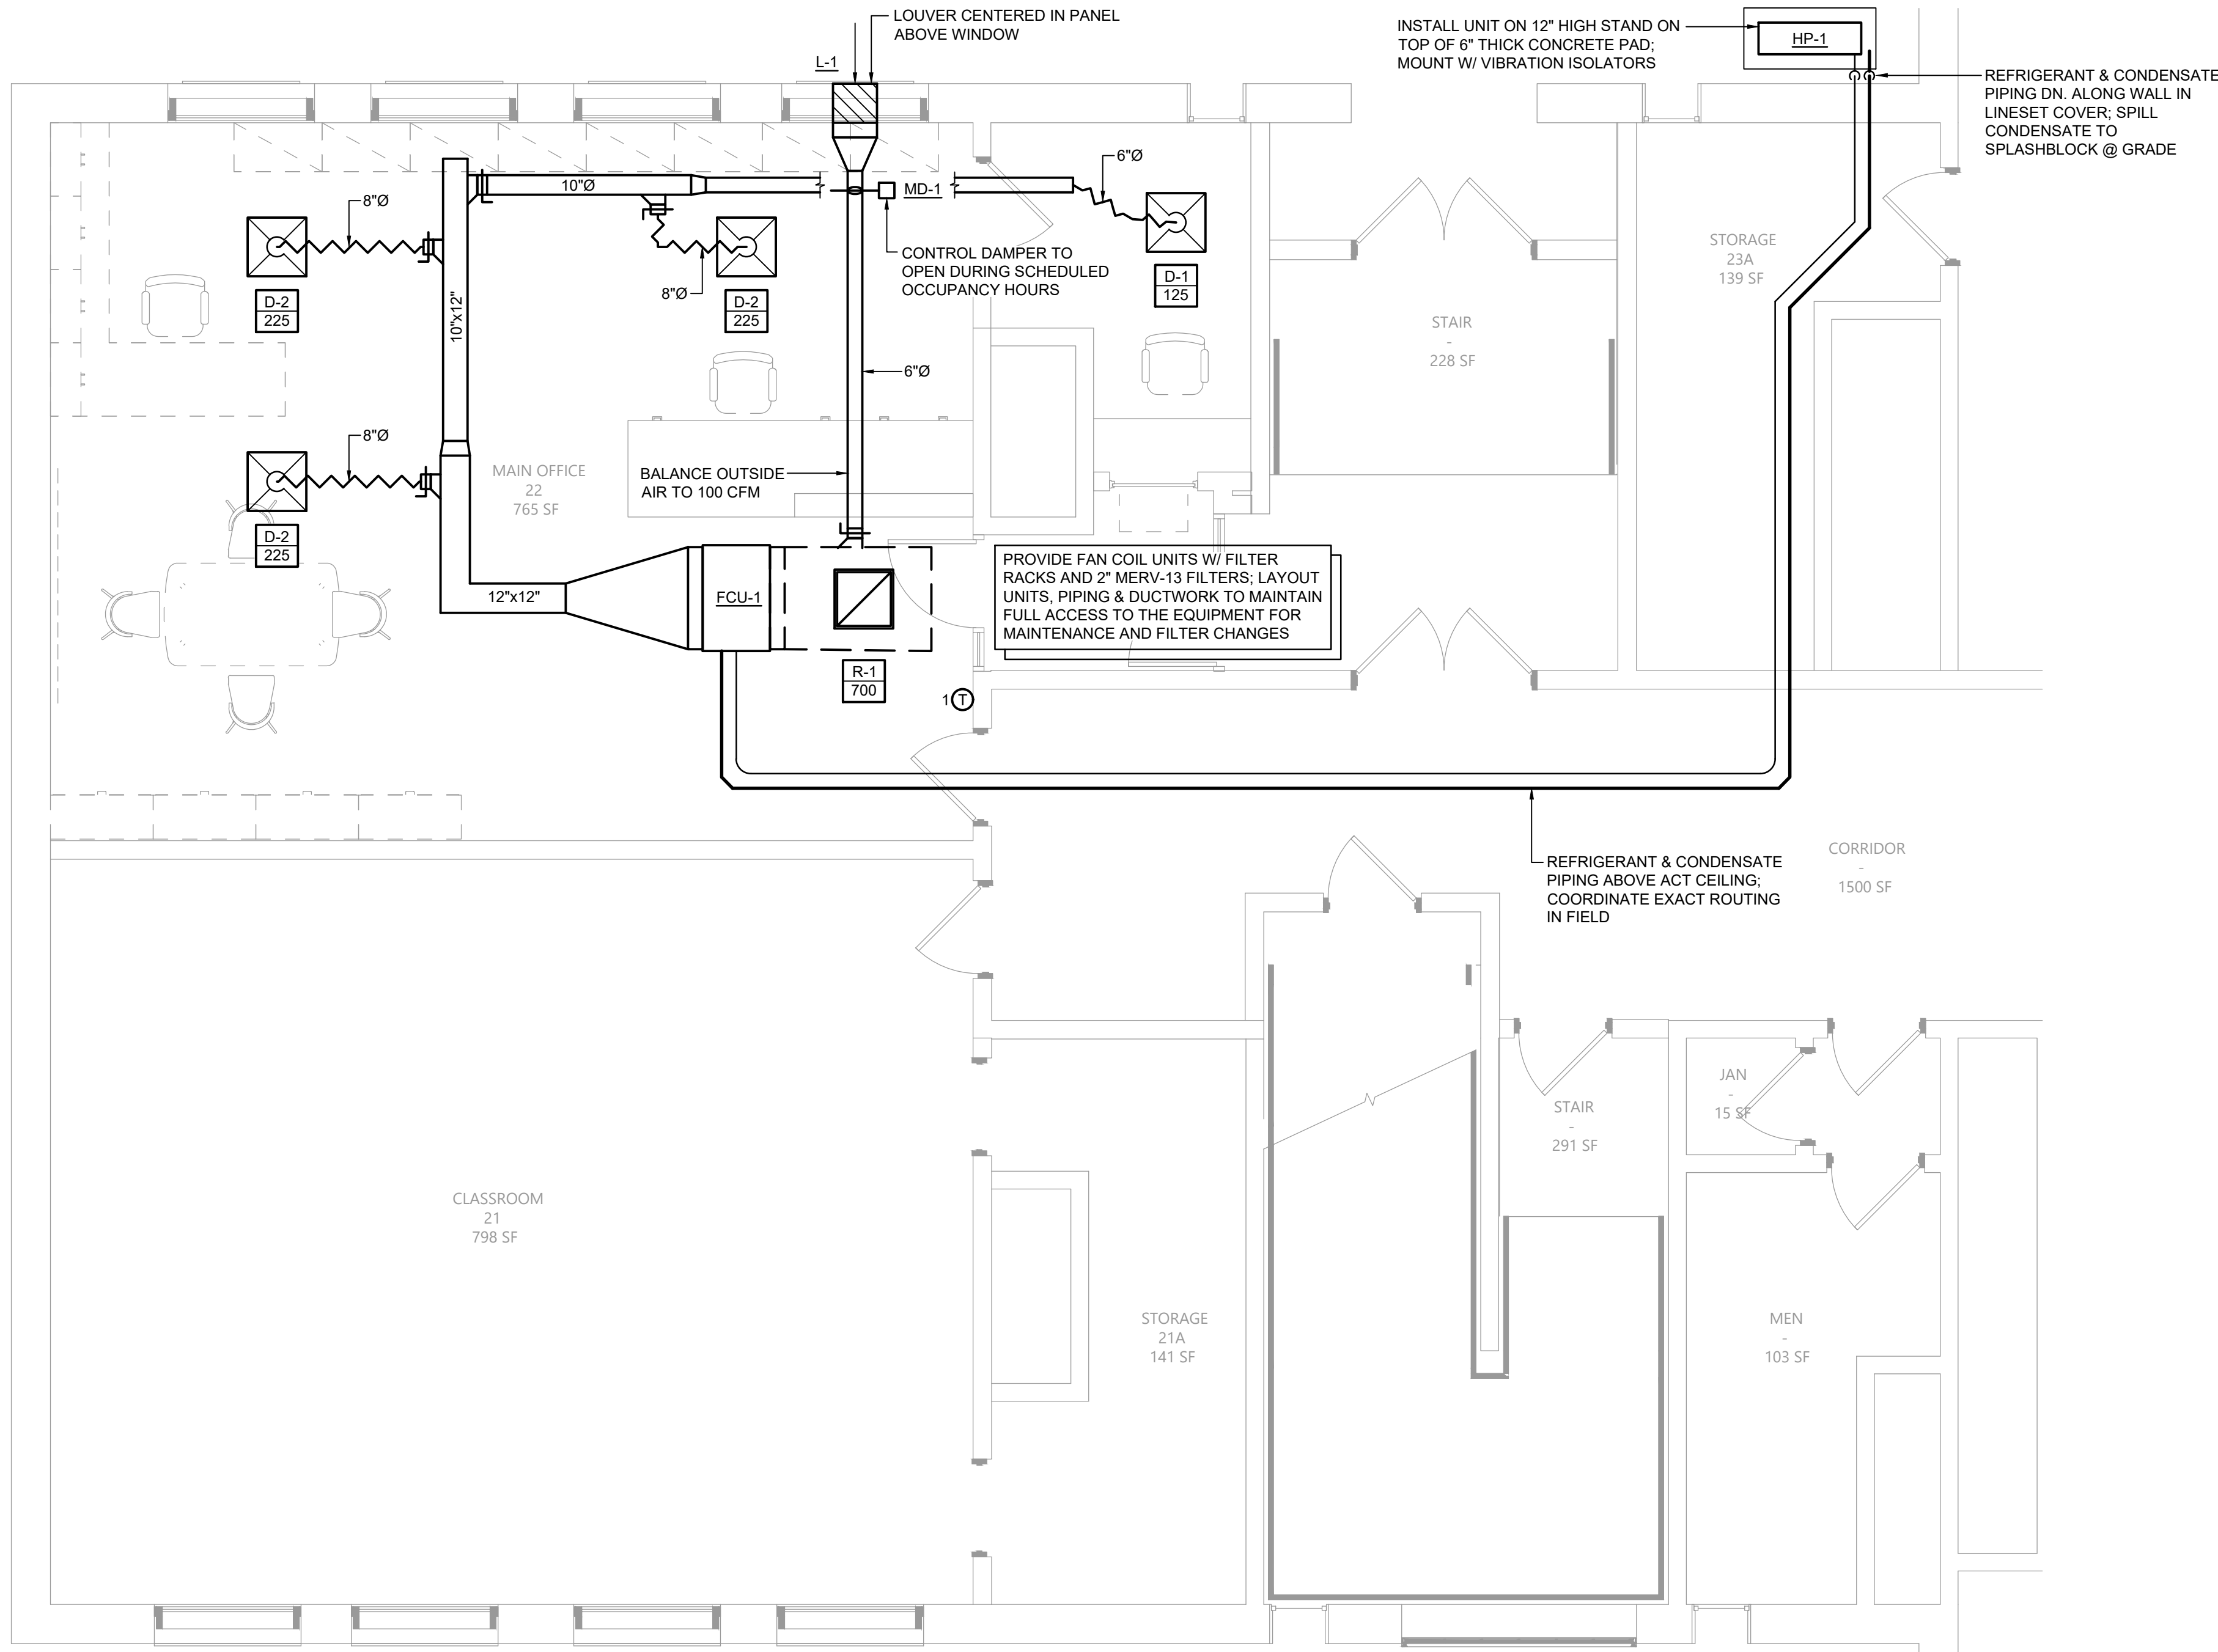 LOUVER CENTERED IN PANEL
ABOVE WINDOW
L-1
INSTALL UNIT ON 12" HIGH STAND ON
TOP OF 6" THICK CONCRETE PAD;
MOUNT W/ VIBRATION ISOLATORS
HP-1
REFRIGERANT & CONDENSATE
PIPING DN. ALONG WALL IN
LINESET COVER; SPILL
CONDENSATE TO
SPLASHBLOCK @ GRADE
6"Ø
10"Ø
MD-1
8"Ø
CONTROL DAMPER TO
OPEN DURING SCHEDULED
OCCUPANCY HOURS
STORAGE
23A
139 SF
D-2
225
8"Ø
D-2
225
D-1
125
10"x12"
STAIR
-
228 SF
6"Ø
8"Ø
MAIN OFFICE
22
765 SF
BALANCE OUTSIDE
AIR TO 100 CFM
D-2
225
PROVIDE FAN COIL UNITS W/ FILTER
RACKS AND 2" MERV-13 FILTERS; LAYOUT
UNITS, PIPING & DUCTWORK TO MAINTAIN
FULL ACCESS TO THE EQUIPMENT FOR
MAINTENANCE AND FILTER CHANGES
12"x12"
FCU-1
R-1
700
1 T
REFRIGERANT & CONDENSATE
PIPING ABOVE ACT CEILING;
COORDINATE EXACT ROUTING
IN FIELD
CORRIDOR
-
1500 SF
JAN
-
15 SF
STAIR
-
291 SF
CLASSROOM
21
798 SF
STORAGE
21A
141 SF
MEN
-
103 SF